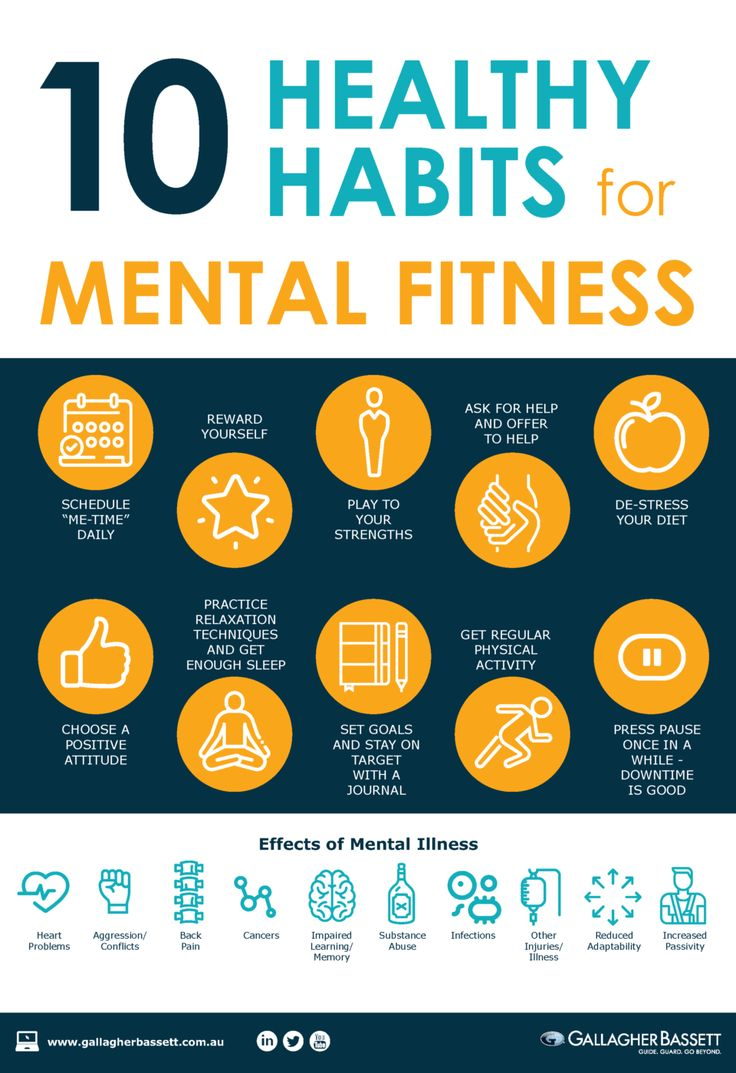 10 HEALTHY
HABITS for
MENTAL FITNESS
SCHEDULE
“ME-TIME”
DAILY
REWARD
YOURSELF
PLAY TO
YOUR
STRENGTHS
ASK FOR HELP
AND OFFER
TO HELP
DE-STRESS
YOUR DIET
CHOOSE A
POSITIVE
ATTITUDE
PRACTICE
RELAXATION
TECHNIQUES
AND GET
ENOUGH SLEEP
SET GOALS
AND STAY ON
TARGET
WITH A
JOURNAL
GET REGULAR
PHYSICAL
ACTIVITY
PRESS PAUSE
ONCE IN A
WHILE -
DOWNTIME
IS GOOD
Effects of Mental Illness
Heart
Problems
Aggression/
Conflicts
Back
Pain
Cancers
Impaired
Learning/
Memory
Substance
Abuse
Infections
Other
Injuries/
Illness
Reduced
Adaptability
Increased
Passivity
www.gallagherbassett.com.au
in
You
Tube
GALLAGHER BASSETT
GUIDE. GUARD. GO BEYOND.